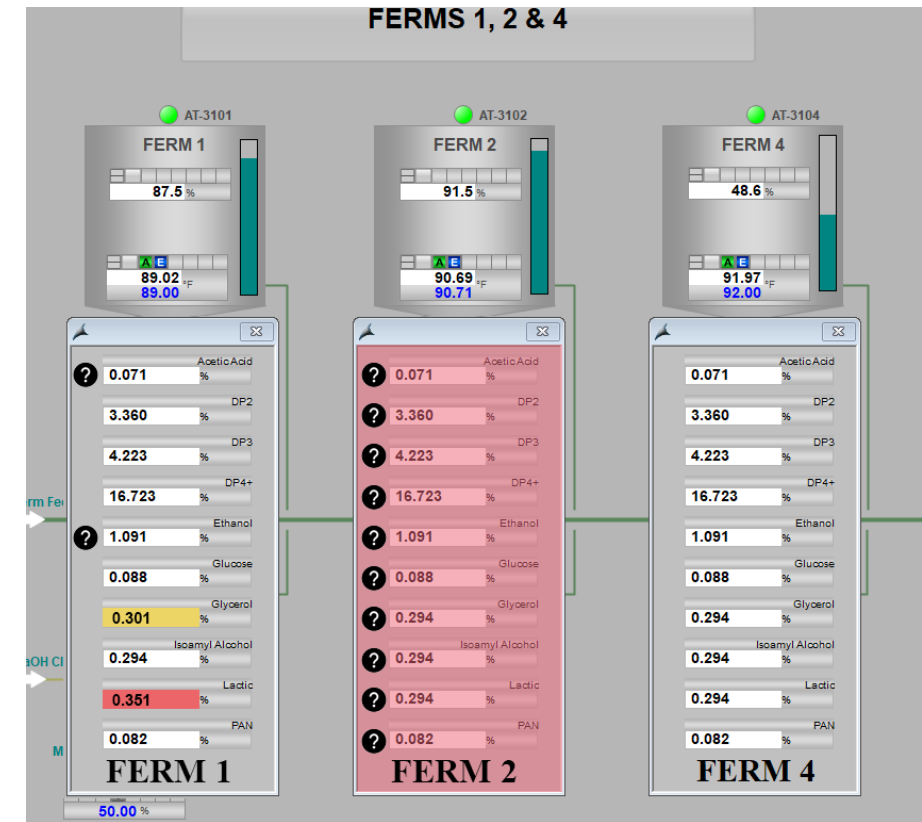 FERMS 1, 2 & 4
AT-3101
AT-3102
AT-3104
FERM 1
FERM 2
FERM 4
87.5 %
91.5 %
48.6 %
A E
A E
A E
89.02 °F
89.00
90.69 °F
90.71
91.97 °F
92.00
Acetic Acid
? 0.071 %
DP2
3.360 %
DP3
4.223 %
DP4+
16.723 %
Ethanol
? 1.091 %
Glucose
0.088 %
Glycerol
0.301 %
Isoamyl Alcohol
0.294 %
Lactic
0.351 %
PAN
0.082 %
FERM 1
Acetic Acid
? 0.071 %
DP2
? 3.360 %
DP3
? 4.223 %
DP4+
? 16.723 %
Ethanol
? 1.091 %
Glucose
? 0.088 %
Glycerol
? 0.294 %
Isoamyl Alcohol
? 0.294 %
Lactic
? 0.294 %
PAN
? 0.082 %
FERM 2
Acetic Acid
0.071 %
DP2
3.360 %
DP3
4.223 %
DP4+
16.723 %
Ethanol
1.091 %
Glucose
0.088 %
Glycerol
0.294 %
Isoamyl Alcohol
0.294 %
Lactic
0.294 %
PAN
0.082 %
FERM 4
erm Fe
aOH Cl
M
50.00 %